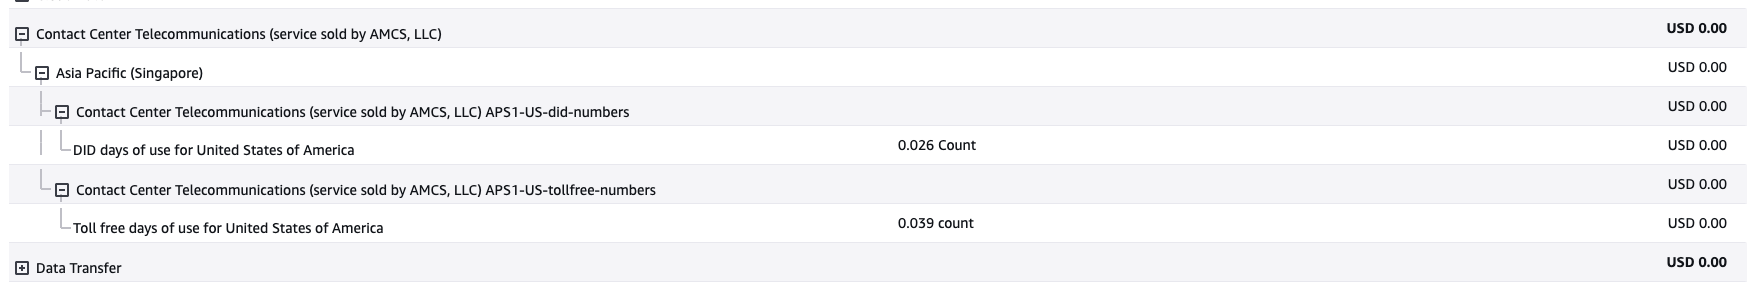 Contact Center Telecommunications (service sold by AMCS, LLC) USD 0.00
Asia Pacific (Singapore) USD 0.00
Contact Center Telecommunications (service sold by AMCS, LLC) APS1-US-did-numbers USD 0.00
DID days of use for United States of America 0.026 Count USD 0.00
Contact Center Telecommunications (service sold by AMCS, LLC) APS1-US-tollfree-numbers USD 0.00
Toll free days of use for United States of America 0.039 count USD 0.00
Data Transfer USD 0.00